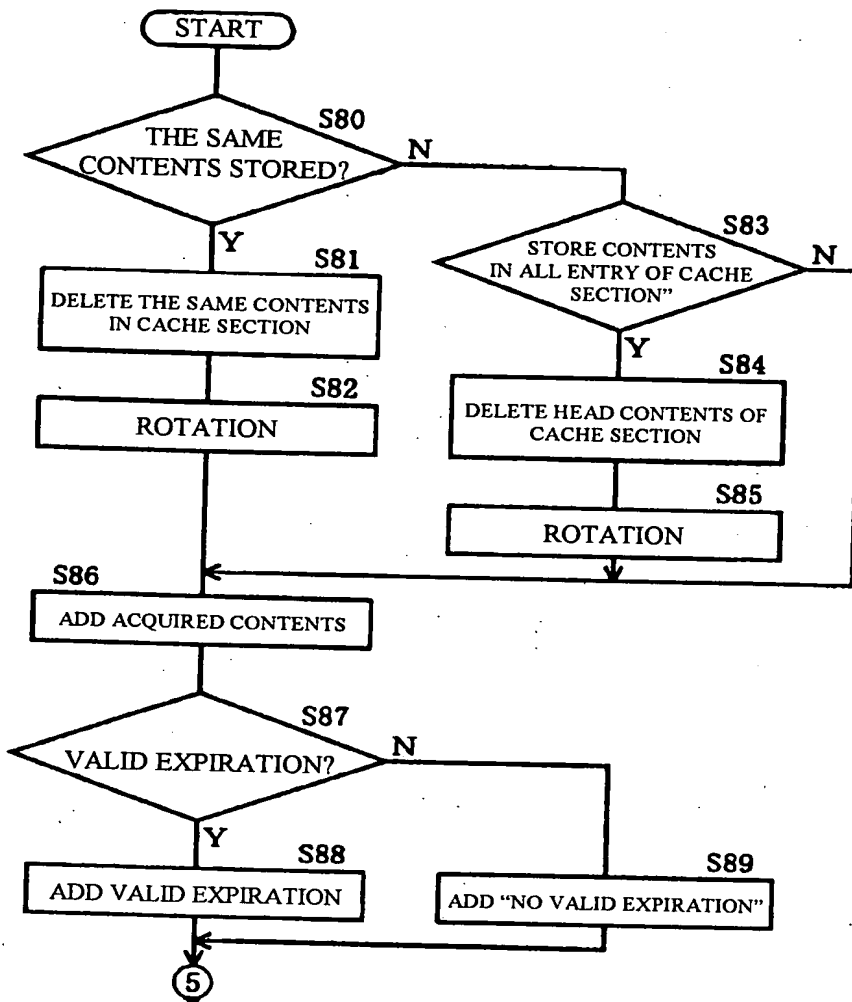 START
S80
THE SAME
CONTENTS STORED?
N
Y
S81
DELETE THE SAME CONTENTS
IN CACHE SECTION
S82
ROTATION
S83
STORE CONTENTS
IN ALL ENTRY OF CACHE
SECTION”
N
Y
S84
DELETE HEAD CONTENTS OF
CACHE SECTION
S85
ROTATION
S86
ADD ACQUIRED CONTENTS
S87
VALID EXPIRATION?
N
Y
S88
ADD VALID EXPIRATION
S89
ADD “NO VALID EXPIRATION”
5